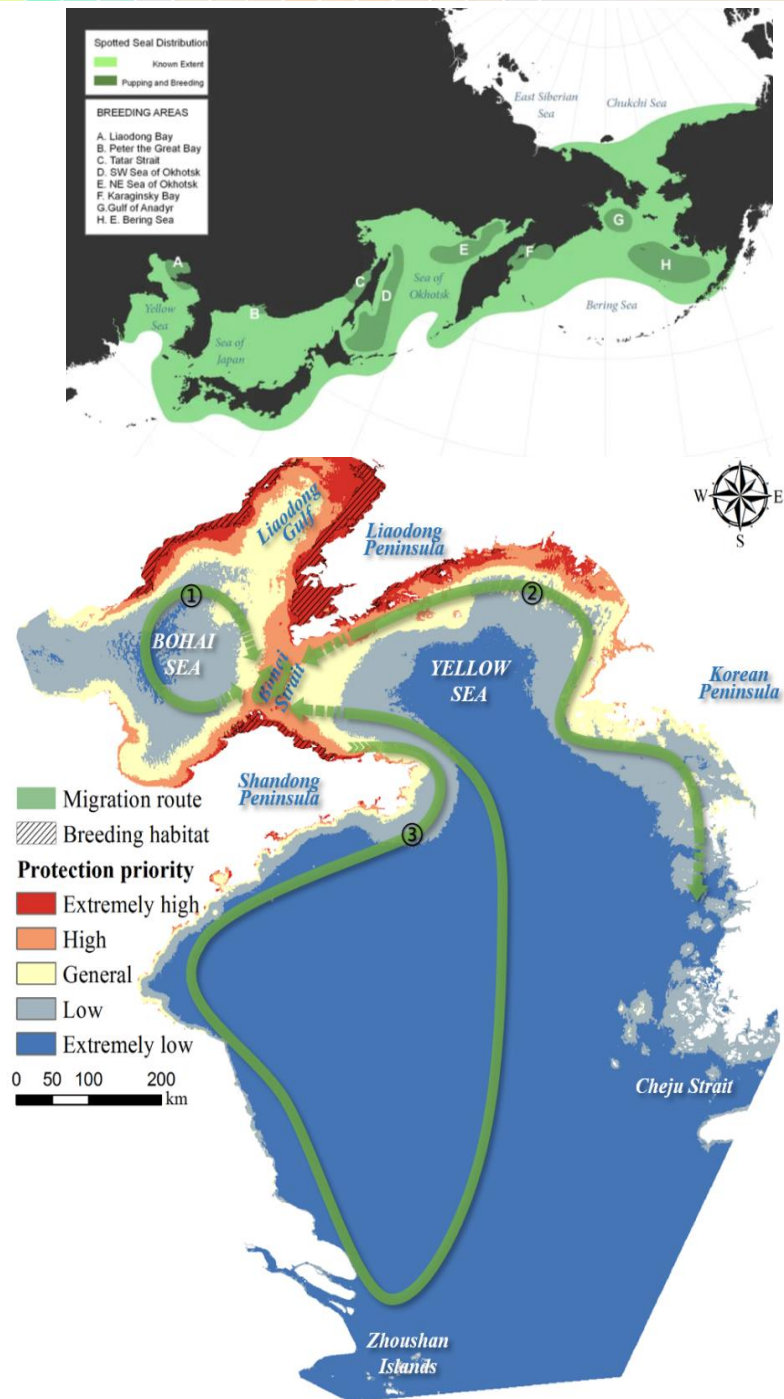 Spotted Seal Distribution
Known Extent
Pupping and Breeding
BREEDING AREAS
A. Liaodong Bay
B. Peter the Great Bay
C. Tatar Strait
D. SW Sea of Okhotsk
E. NE Sea of Okhotsk
F. Karaginsky Bay
G.Gulf of Anadyr
H. E. Bering Sea
East Siberian
Sea
Chukchi Sea
A
B
C
D
E
F
G
H
Yellow
Sea
Sea of
Japan
Sea of
Okhotsk
Bering Sea
N
W
E
S
Liaodong
Gulf
Liaodong
Peninsula
①
②
BOHAI
SEA
Bohai
Strait
YELLOW
SEA
Korean
Peninsula
Shandong
Peninsula
③
Migration route
Breeding habitat
Protection priority
Extremely high
High
General
Low
Extremely low
0 50 100 200
km
Cheju Strait
Zhoushan
Islands